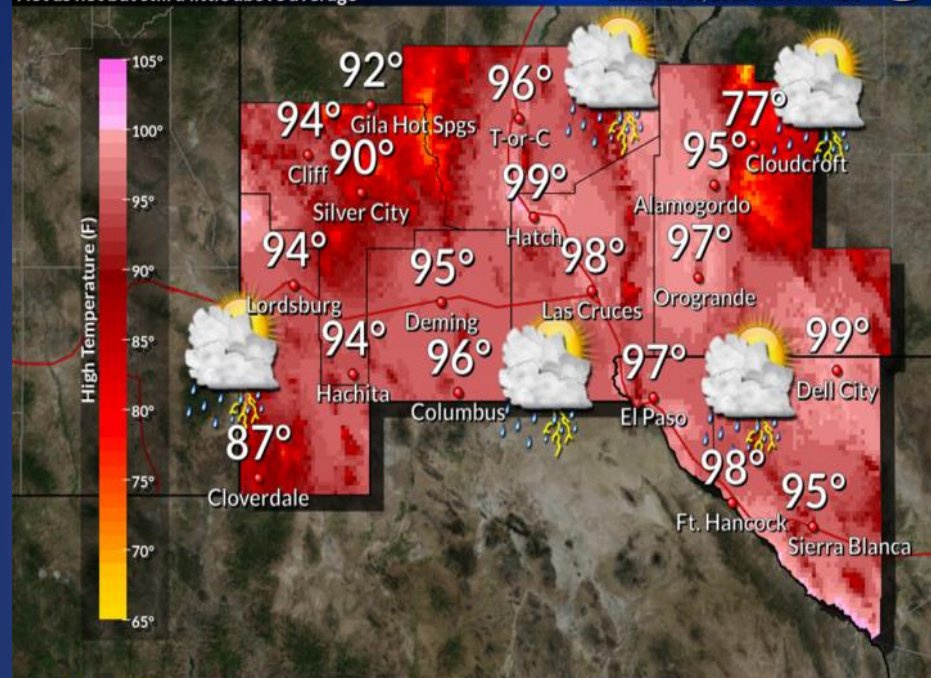 105°
100°
95°
90°
85°
80°
75°
70°
65°
High Temperature (F)
92°
Gila Hot Spgs
94°
Cliff
90°
Silver City
96°
T-or-C
77°
Cloudcroft
95°
Alamogordo
99°
Hatch
94°
Lordsburg
95°
Deming
98°
Las Cruces
97°
Orogrande
94°
Hachita
96°
Columbus
97°
El Paso
99°
Dell City
87°
Cloverdale
98°
Ft. Hancock
95°
Sierra Blanca